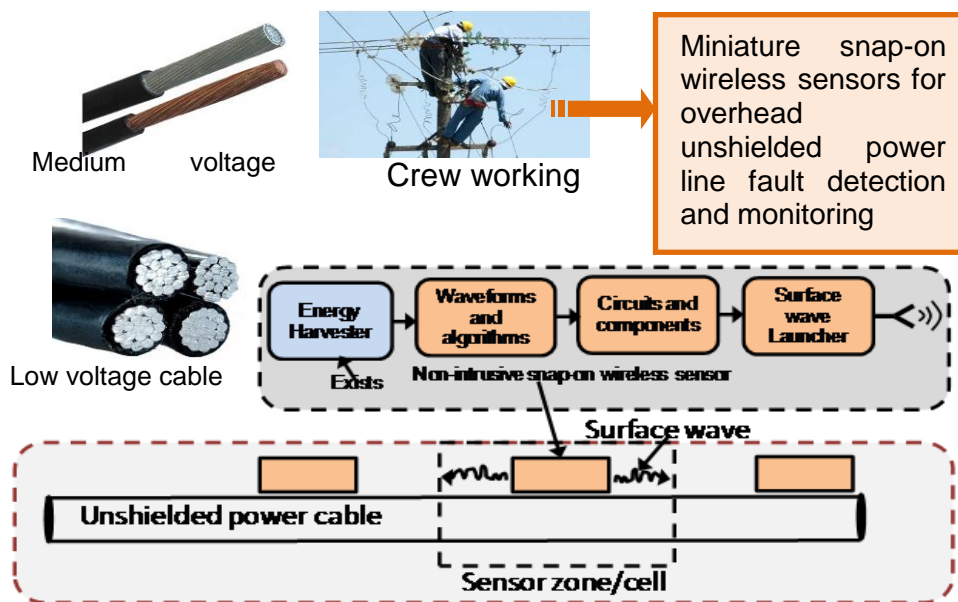 Medium voltage
Crew working
Miniature snap-on
wireless sensors for
overhead
unshielded power
line fault detection
and monitoring
Low voltage cable
Energy
Harvester
Waveforms
and
algorithms
Circuits and
components
Surface
wave
Launcher
Exists
Non-intrusive snap-on wireless sensor
Surface wave
Unshielded power cable
Sensor zone/cell